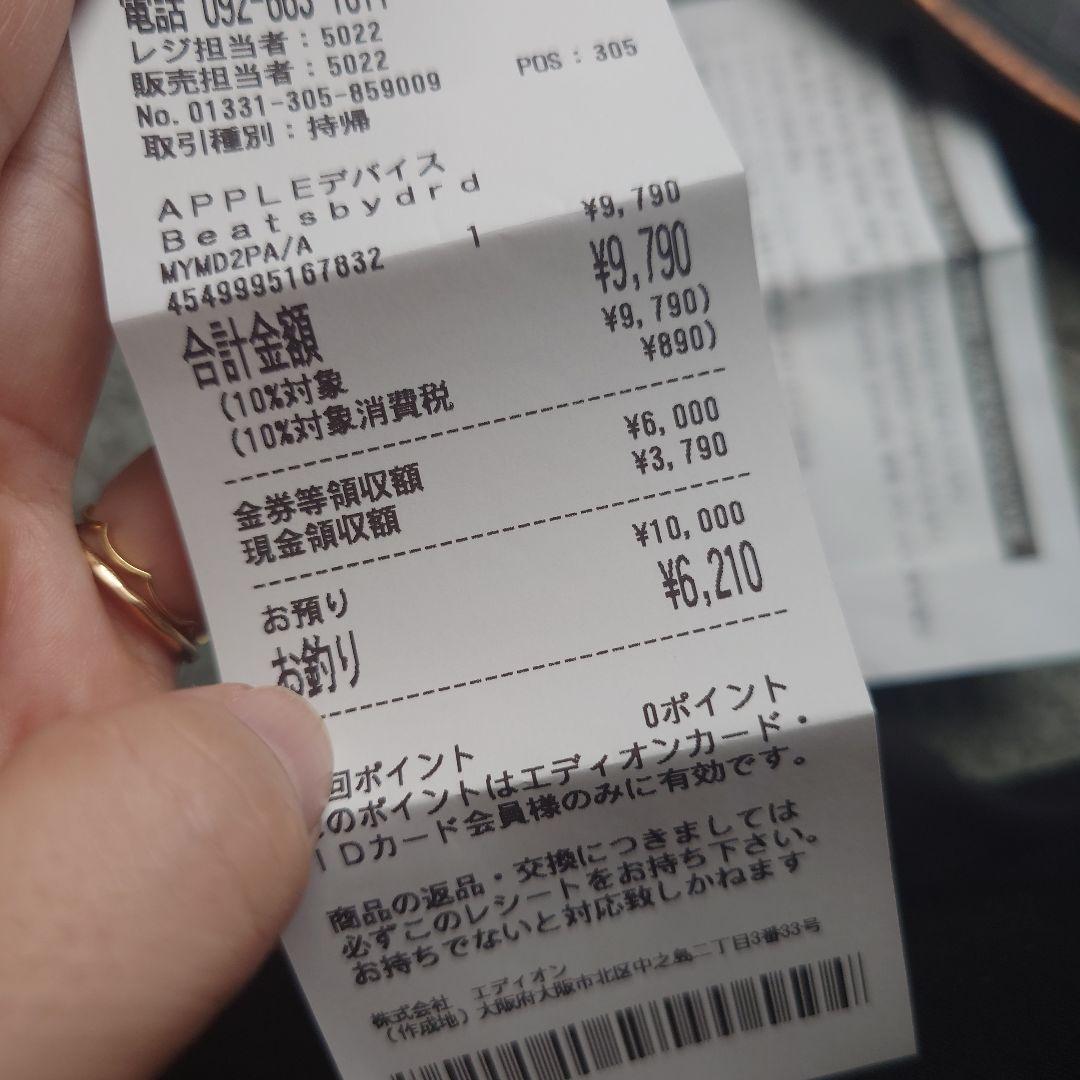 電話 092-
レジ担当者：5022
販売担当者：5022
No. 01331-305-859009 POS：305
取引種別：持帰
ＡＰＰＬＥデバイス
Ｂｅａｔｓｂｙｄｒｄ
MYMD2PA/A 1 ¥9,790
4549995167832
合計金額 ¥9,790
(10%対象 ¥9,790)
(10%対象消費税 ¥890)
金券等領収額 ¥6,000
現金領収額 ¥3,790
お預り ¥10,000
お釣り ¥6,210
回ポイント 0ポイント
のポイントはエディオンカード・
ＩＤカード会員様のみに有効です。
商品の返品・交換につきましては
必ずこのレシートをお持ち下さい。
お持ちでないと対応致しかねます
株式会社 エディオン
(作成地) 大阪府大阪市北区中之島二丁目3番33号